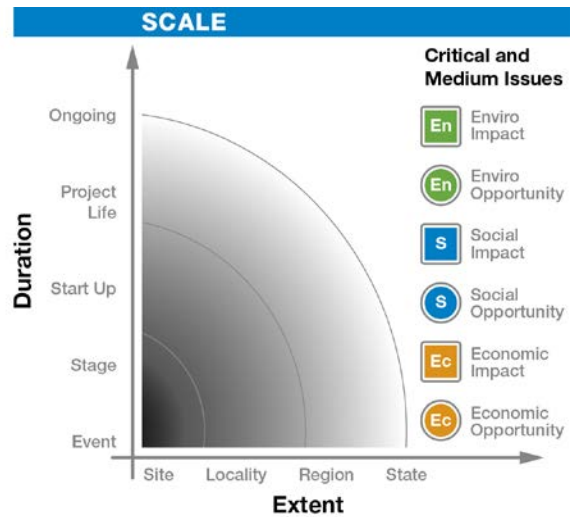 SCALE
Critical and
Medium Issues
Ongoing
Project
Life
Start Up
Stage
Event
Duration
Site
Locality
Region
State
Extent
En
Enviro
Impact
En
Enviro
Opportunity
S
Social
Impact
S
Social
Opportunity
Ec
Economic
Impact
Ec
Economic
Opportunity